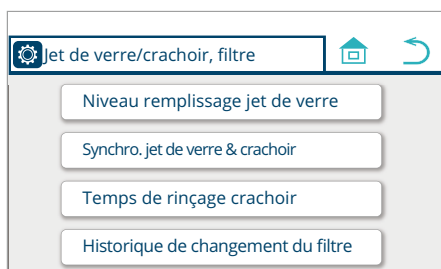 Jet de verre/crachoir, filtre
Niveau remplissage jet de verre
Synchro. jet de verre & crachoir
Temps de rinçage crachoir
Historique de changement du filtre